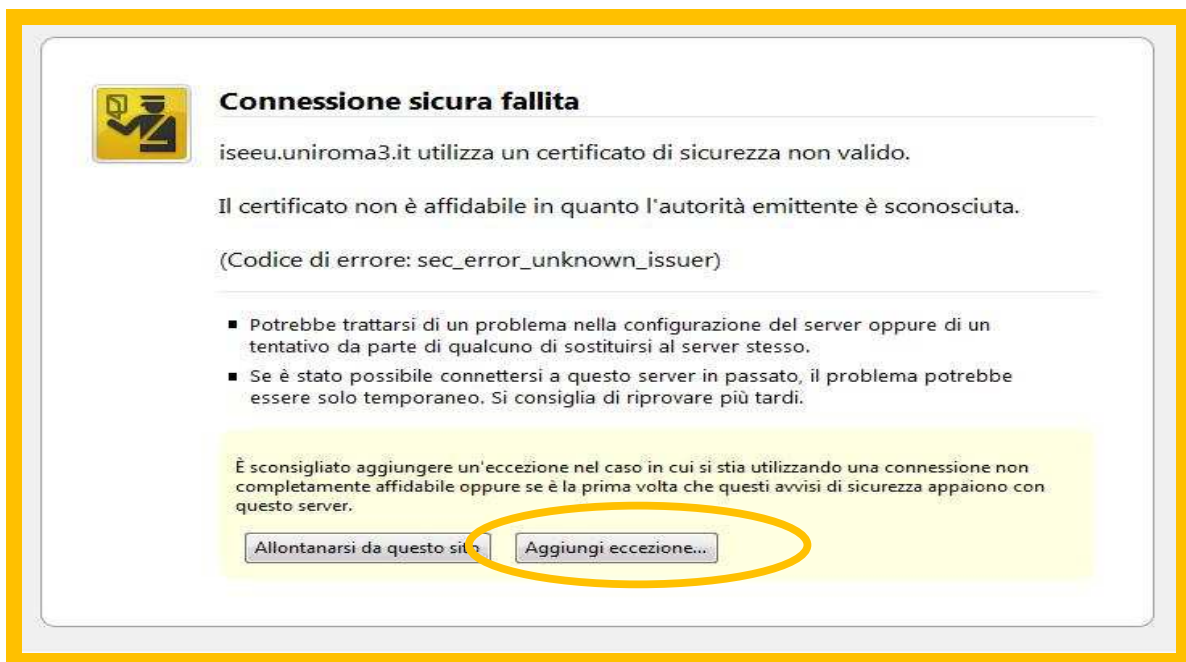 Connessione sicura fallita
iseeu.uniroma3.it utilizza un certificato di sicurezza non valido.
Il certificato non è affidabile in quanto l'autorità emittente è sconosciuta.
(Codice di errore: sec_error_unknown_issuer)
Potrebbe trattarsi di un problema nella configurazione del server oppure di un
tentativo da parte di qualcuno di sostituirsi al server stesso.
Se è stato possibile connettersi a questo server in passato, il problema potrebbe
essere solo temporaneo. Si consiglia di riprovare più tardi.
È sconsigliato aggiungere un'eccezione nel caso in cui si stia utilizzando una connessione non
completamente affidabile oppure se è la prima volta che questi avvisi di sicurezza appaiono con
questo server.
Allontanarsi da questo sito
Aggiungi eccezione...